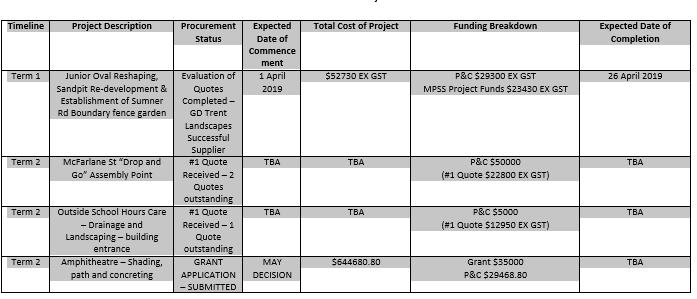 Timeline Project Description Procurement Status Expected Date of Commencement Total Cost of Project Funding Breakdown Expected Date of Completion
Term 1 Junior Oval Reshaping, Sandpit Re-development & Establishment of Sumner Rd Boundary fence garden Evaluation of Quotes Completed – GD Trent Landscapes Successful Supplier 1 April 2019 $52730 EX GST P&C $29300 EX GST MPSS Project Funds $23430 EX GST 26 April 2019
Term 2 McFarlane St "Drop and Go" Assembly Point #1 Quote Received – 2 Quotes outstanding TBA TBA P&C $50000 (#1 Quote $22800 EX GST) TBA
Term 2 Outside School Hours Care – Drainage and Landscaping – building entrance #1 Quote Received – 1 Quote outstanding TBA TBA P&C $5000 (#1 Quote $12950 EX GST) TBA
Term 2 Amphitheatre – Shading, path and concreting GRANT APPLICATION – SUBMITTED MAY DECISION $644680.80 Grant $35000 P&C $29468.80 TBA